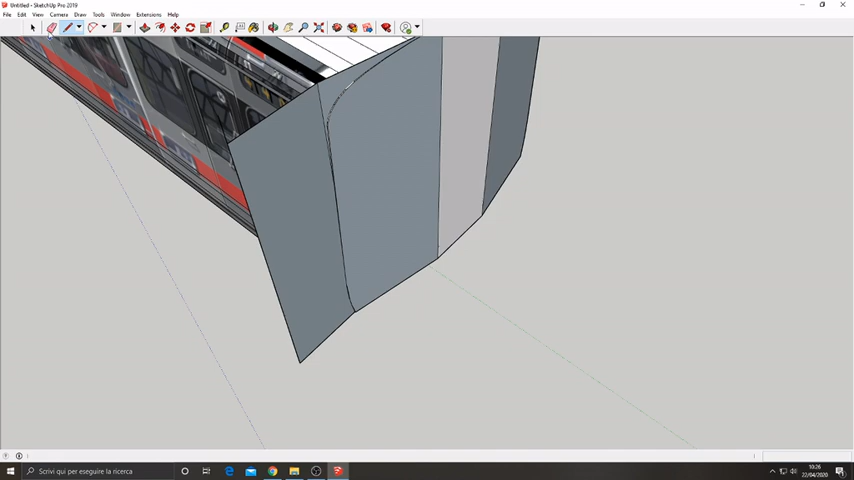 Untitled - SketchUp Pro 2019
File Edit View Camera Draw Tools Window Extensions Help
Scrivi qui per eseguire la ricerca
10:26
22/04/2020